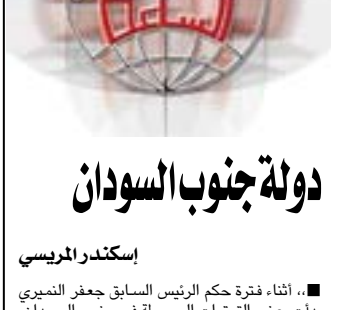 دولة جنوب السودان
إسكندر المريسي
■،، أثناء فترة حكم الرئيس السابق جعفر النميري